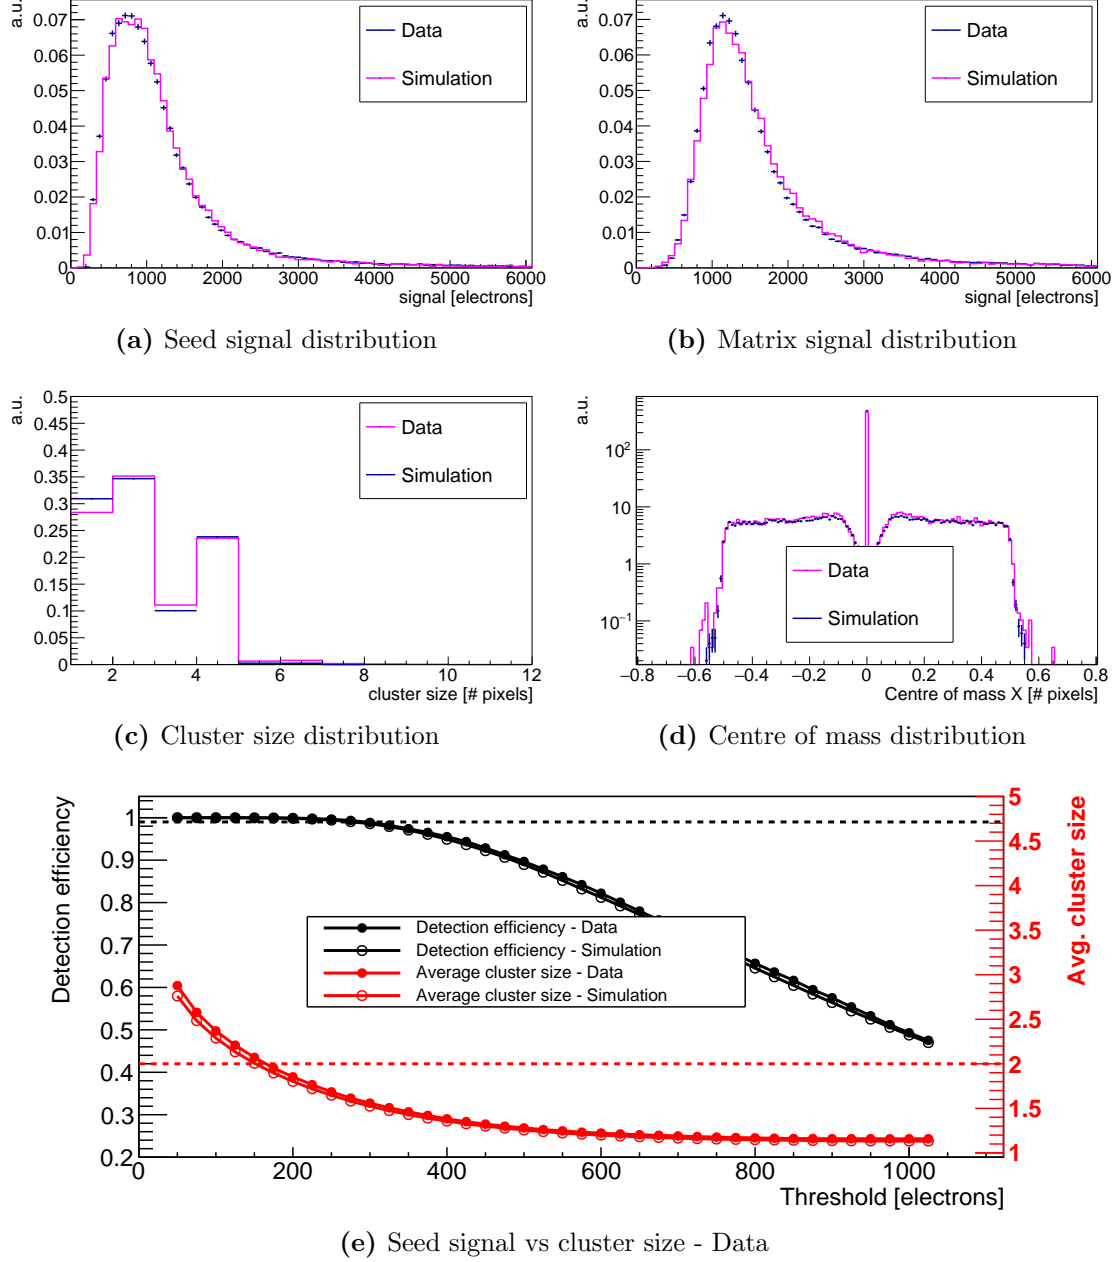 a.u.
0.07
0.06
0.05
0.04
0.03
0.02
0.01
0
Data
Simulation
0 1000 2000 3000 4000 5000 6000
signal [electrons]
(a) Seed signal distribution
a.u.
0.07
0.06
0.05
0.04
0.03
0.02
0.01
0
Data
Simulation
0 1000 2000 3000 4000 5000 6000
signal [electrons]
(b) Matrix signal distribution
a.u.
0.5
0.45
0.4
0.35
0.3
0.25
0.2
0.15
0.1
0.05
0
Data
Simulation
2 4 6 8 10 12
cluster size [# pixels]
(c) Cluster size distribution
a.u.
10²
10
1
10⁻¹
Data
Simulation
−0.8 −0.6 −0.4 −0.2 0 0.2 0.4 0.6 0.8
Centre of mass X [# pixels]
(d) Centre of mass distribution
Detection efficiency
1
0.9
0.8
0.7
0.6
0.5
0.4
0.3
0.2
Detection efficiency - Data
Detection efficiency - Simulation
Average cluster size - Data
Average cluster size - Simulation
5
4.5
4
3.5
3
2.5
2
1.5
1
Avg. cluster size
0 200 400 600 800 1000
Threshold [electrons]
(e) Seed signal vs cluster size - Data